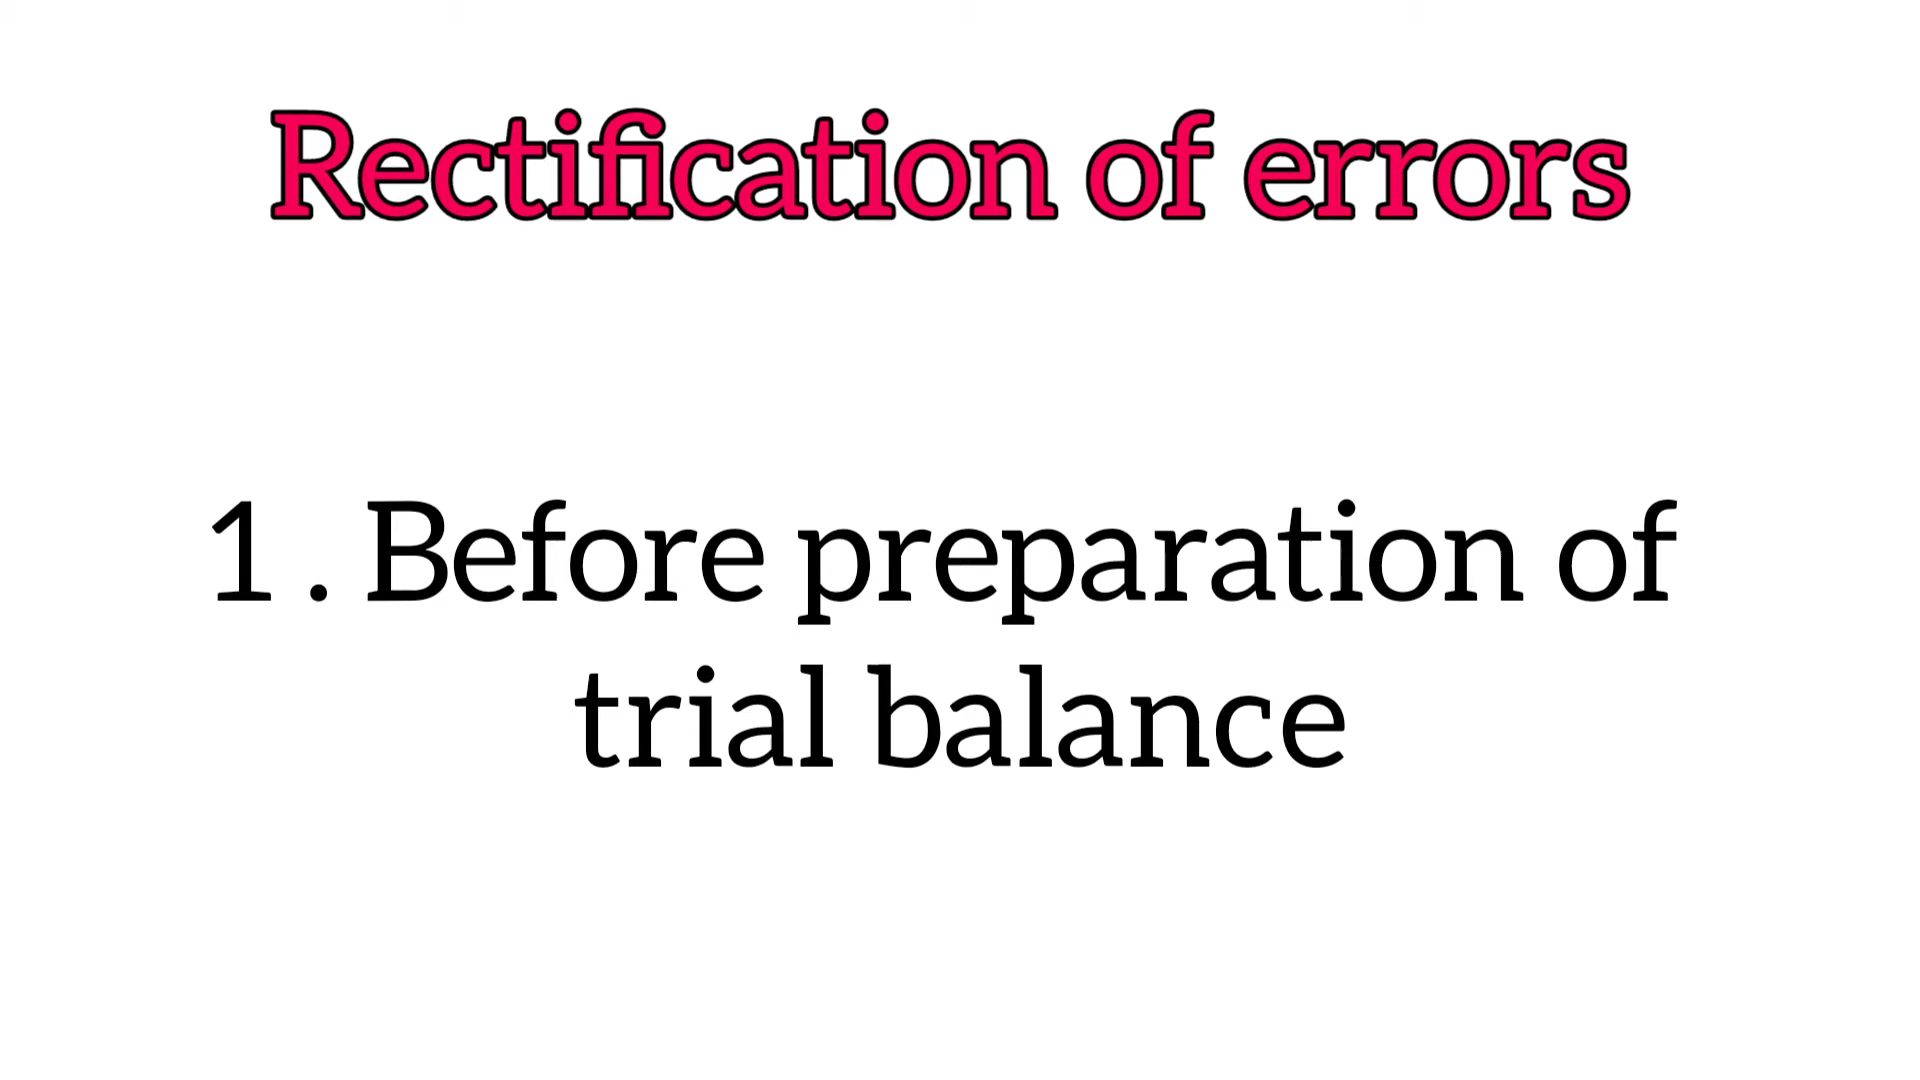 Rectification of errors
1 . Before preparation of
trial balance